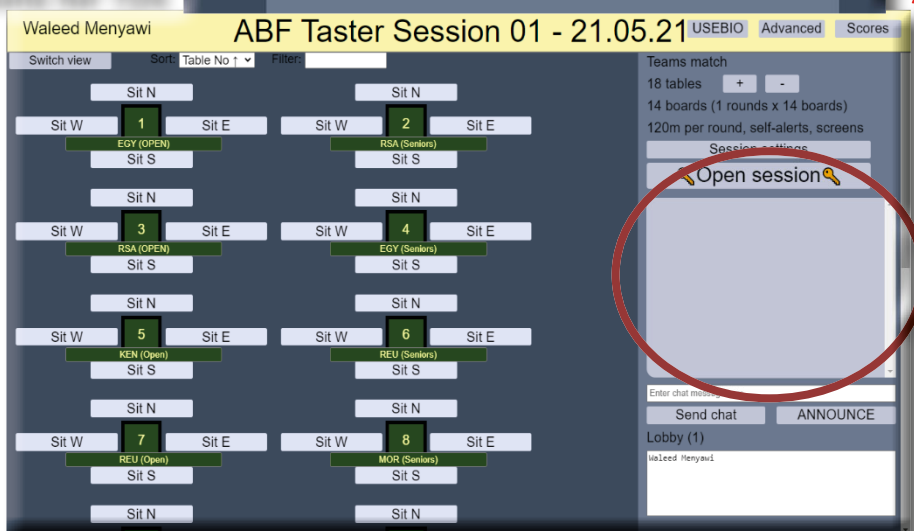 Waleed Menyawi ABF Taster Session 01 - 21.05.21 USEBIO Advanced Scores
Switch view Sort: Table No ↑ Filter:
Sit N Sit N
Sit W 1 Sit E Sit W 2 Sit E
EGY (OPEN) RSA (Seniors)
Sit S Sit S
Sit N Sit N
Sit W 3 Sit E Sit W 4 Sit E
RSA (OPEN) EGY (Seniors)
Sit S Sit S
Sit N Sit N
Sit W 5 Sit E Sit W 6 Sit E
KEN (Open) REU (Seniors)
Sit S Sit S
Sit N Sit N
Sit W 7 Sit E Sit W 8 Sit E
REU (Open) MOR (Seniors)
Sit S Sit S
Sit N Sit N
Teams match
18 tables + -
14 boards (1 rounds x 14 boards)
120m per round, self-alerts, screens
Session settings
Open session
Enter chat message
Send chat ANNOUNCE
Lobby (1)
Waleed Menyawi